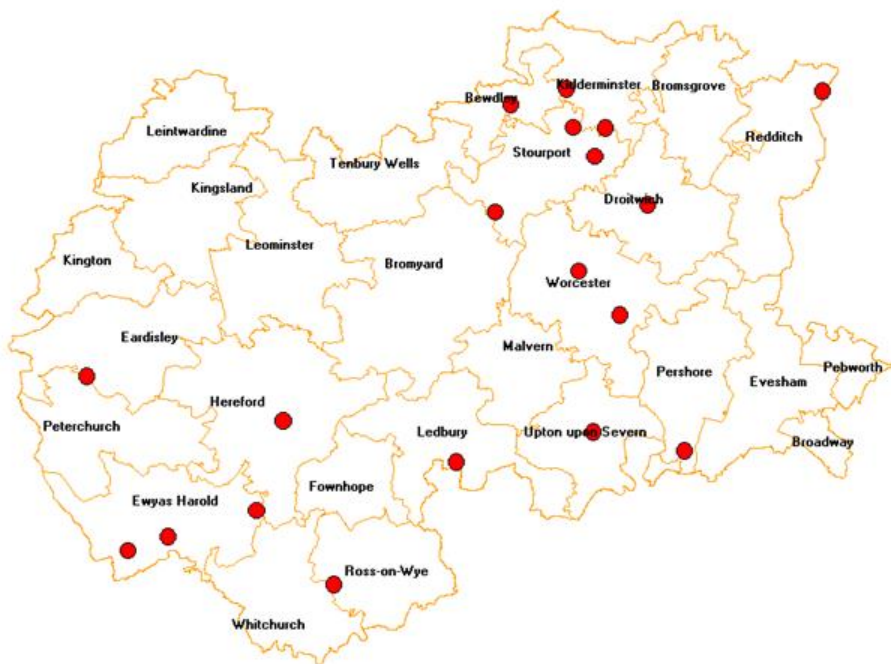 Kidderminster
Bromsgrove
Bewdley
Leintwardine
Redditch
Stourport
Tenbury Wells
Kingsland
Droitwich
Leominster
Kington
Bromyard
Worcester
Eardisley
Malvern
Pershore
Pebworth
Evesham
Hereford
Peterchurch
Ledbury
Upton upon Severn
Broadway
Fownhope
Ewyas Harold
Ross-on-Wye
Whitchurch